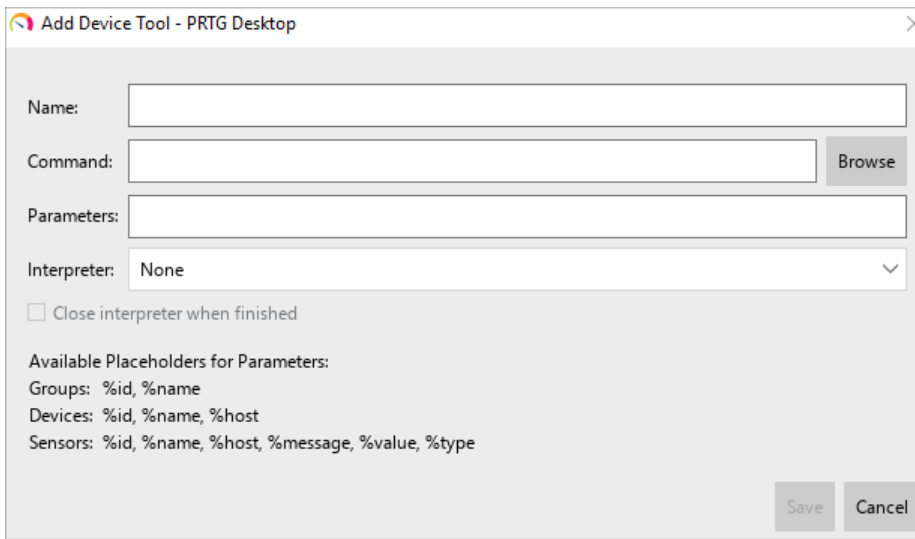 Add Device Tool - PRTG Desktop
Name:
Command:
Browse
Parameters:
Interpreter: None
Close interpreter when finished
Available Placeholders for Parameters:
Groups: %id, %name
Devices: %id, %name, %host
Sensors: %id, %name, %host, %message, %value, %type
Save Cancel